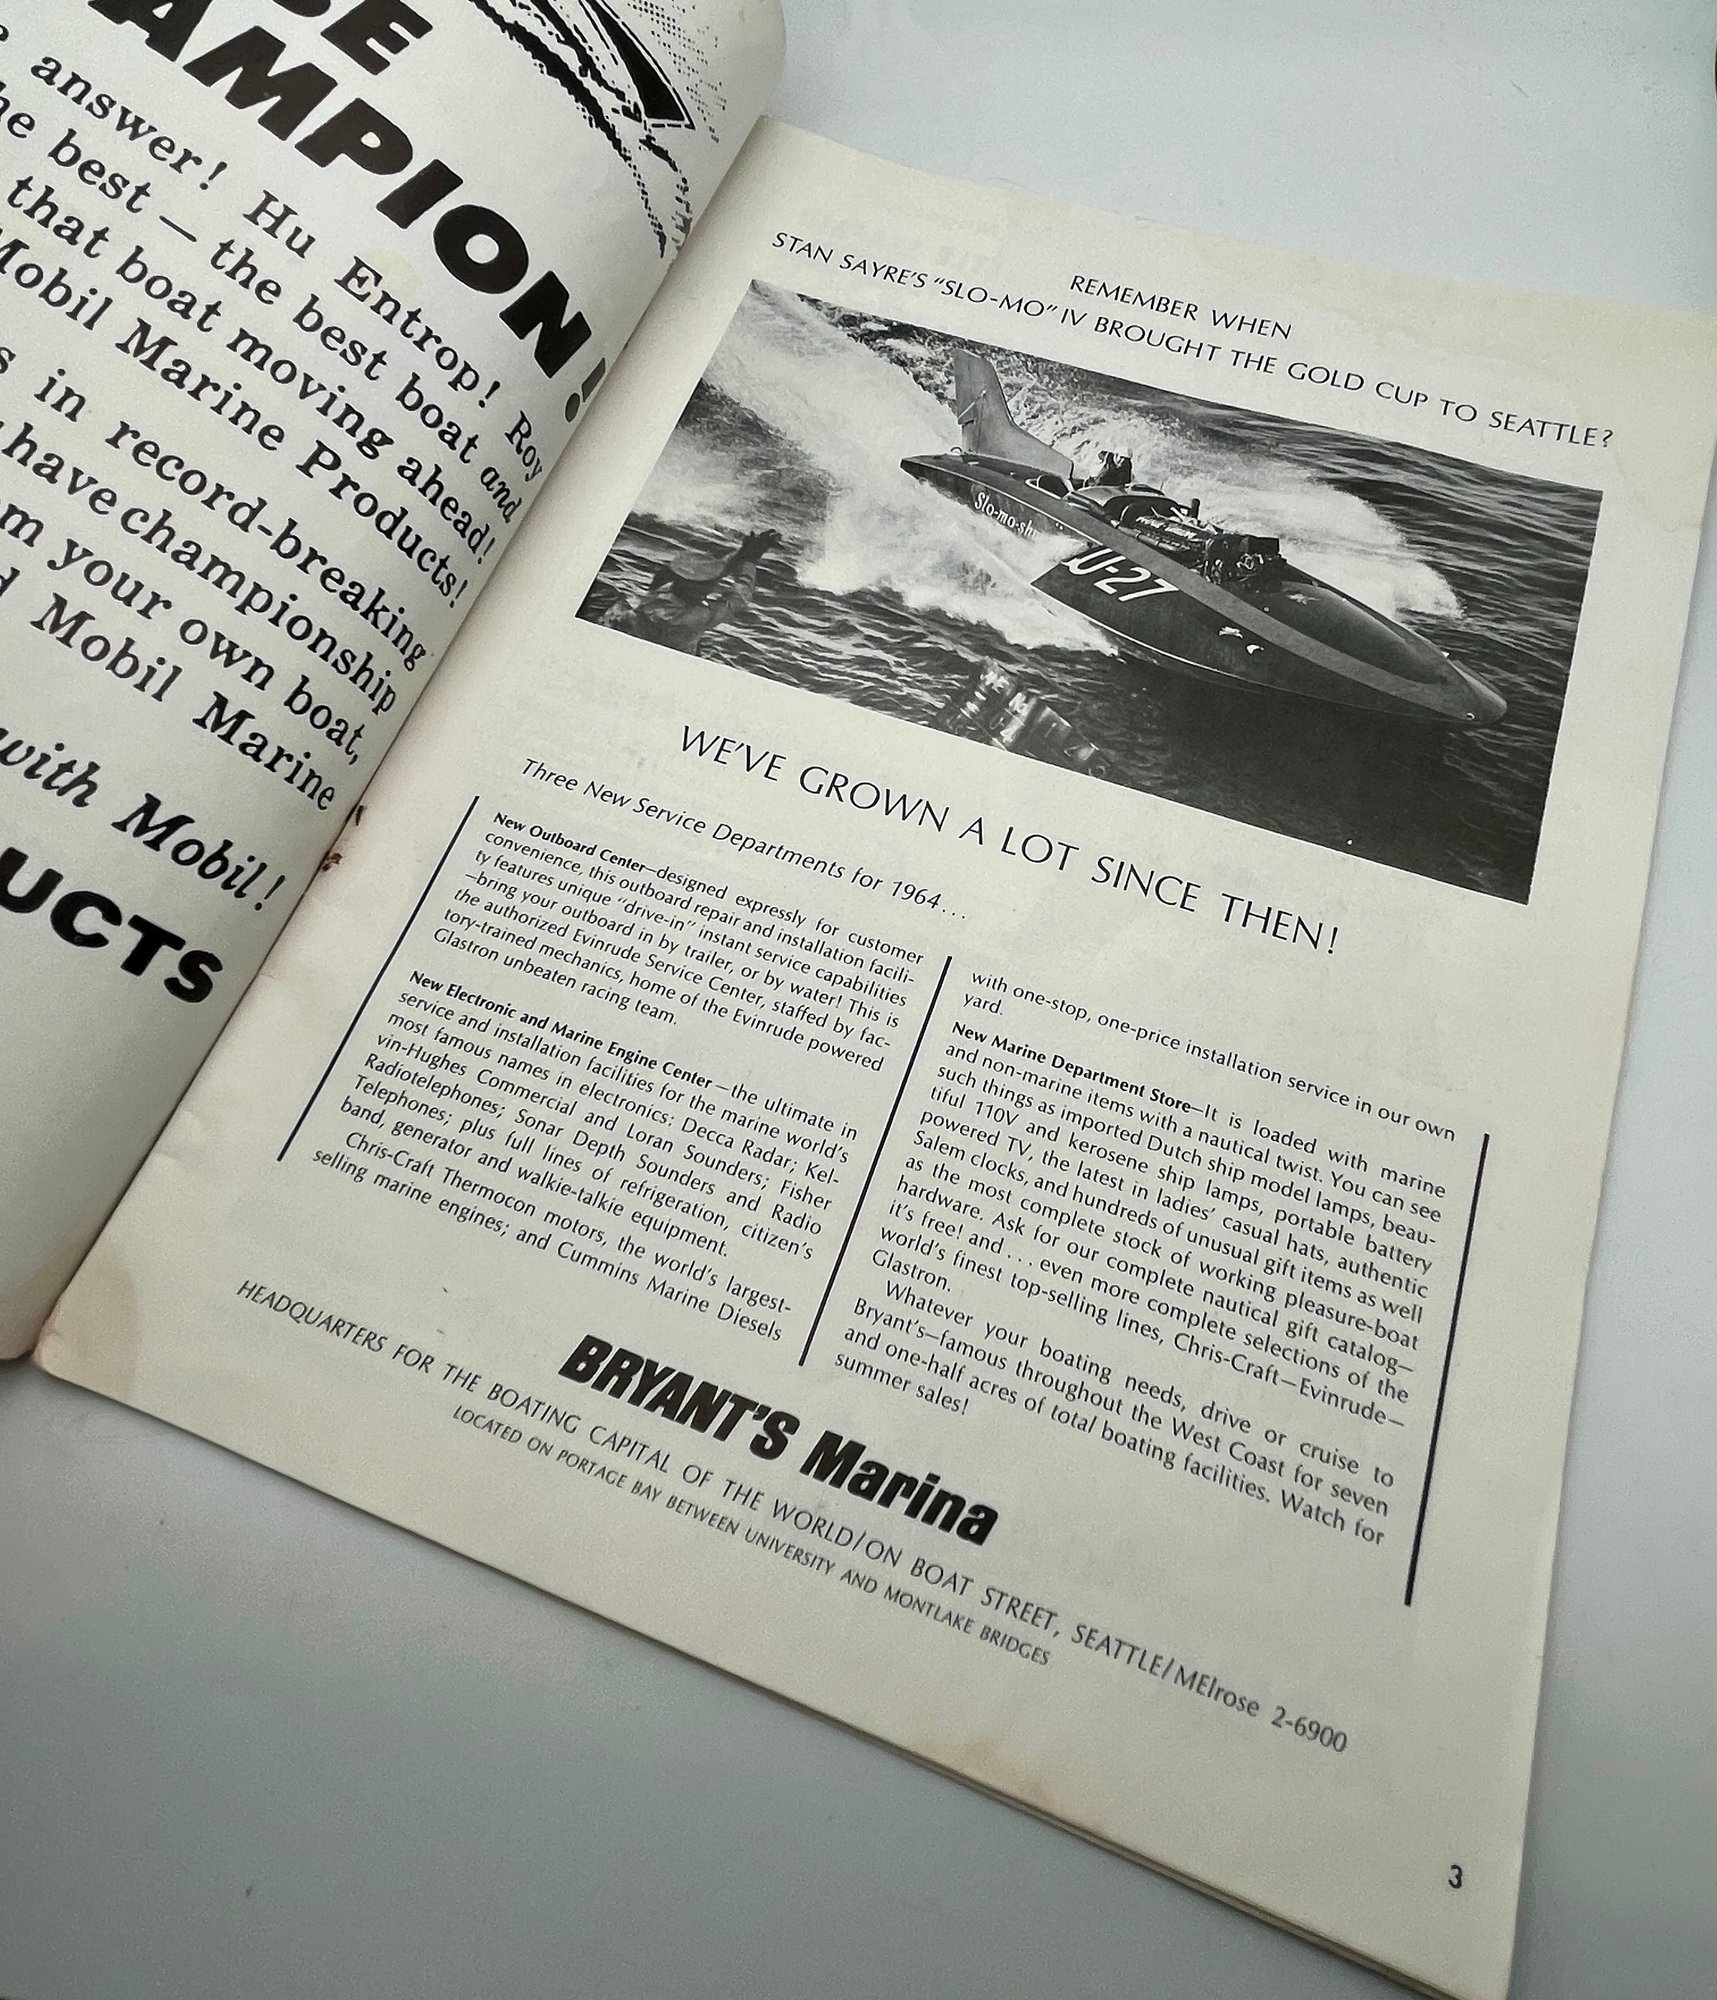 DE
AMPION!
answer! Hu Entrop! Roy
he best — the best boat and
that boat moving ahead!
Mobil Marine Products!
s in record-breaking
have championship
m your own boat,
d Mobil Marine
with Mobil!
UCTS
REMEMBER WHEN
STAN SAYRE'S "SLO-MO" IV BROUGHT THE GOLD CUP TO SEATTLE?
Slo-mo-sh
U-27
WE'VE GROWN A LOT SINCE THEN!
Three New Service Departments for 1964...
New Outboard Center—designed expressly for customer
convenience, this outboard repair and installation facili-
ty features unique "drive-in" instant service capabilities
—bring your outboard in by trailer, or by water! This is
the authorized Evinrude Service Center, staffed by fac-
tory-trained mechanics, home of the Evinrude powered
Glastron unbeaten racing team.
New Electronic and Marine Engine Center—the ultimate in
service and installation facilities for the marine world's
most famous names in electronics: Decca Radar; Kel-
vin-Hughes Commercial and Loran Sounders; Fisher
Radiotelephones; Sonar Depth Sounders and Radio
Telephones; plus full lines of refrigeration, citizen's
band, generator and walkie-talkie equipment.
Chris-Craft Thermocon motors, the world's largest-
selling marine engines; and Cummins Marine Diesels
with one-stop, one-price installation service in our own
yard.
New Marine Department Store—It is loaded with marine
and non-marine items with a nautical twist. You can see
such things as imported Dutch ship model lamps, beau-
tiful 110V and kerosene ship lamps, portable battery
powered TV, the latest in ladies' casual hats, authentic
Salem clocks, and hundreds of unusual gift items as well
as the most complete stock of working pleasure-boat
hardware. Ask for our complete nautical gift catalog—
it's free! and . . . even more complete selections of the
world's finest top-selling lines, Chris-Craft—Evinrude—
Glastron.
Whatever your boating needs, drive or cruise to
Bryant's—famous throughout the West Coast for seven
and one-half acres of total boating facilities. Watch for
summer sales!
BRYANT'S Marina
HEADQUARTERS FOR THE BOATING CAPITAL OF THE WORLD/ON BOAT STREET, SEATTLE/MElrose 2-6900
LOCATED ON PORTAGE BAY BETWEEN UNIVERSITY AND MONTLAKE BRIDGES
3